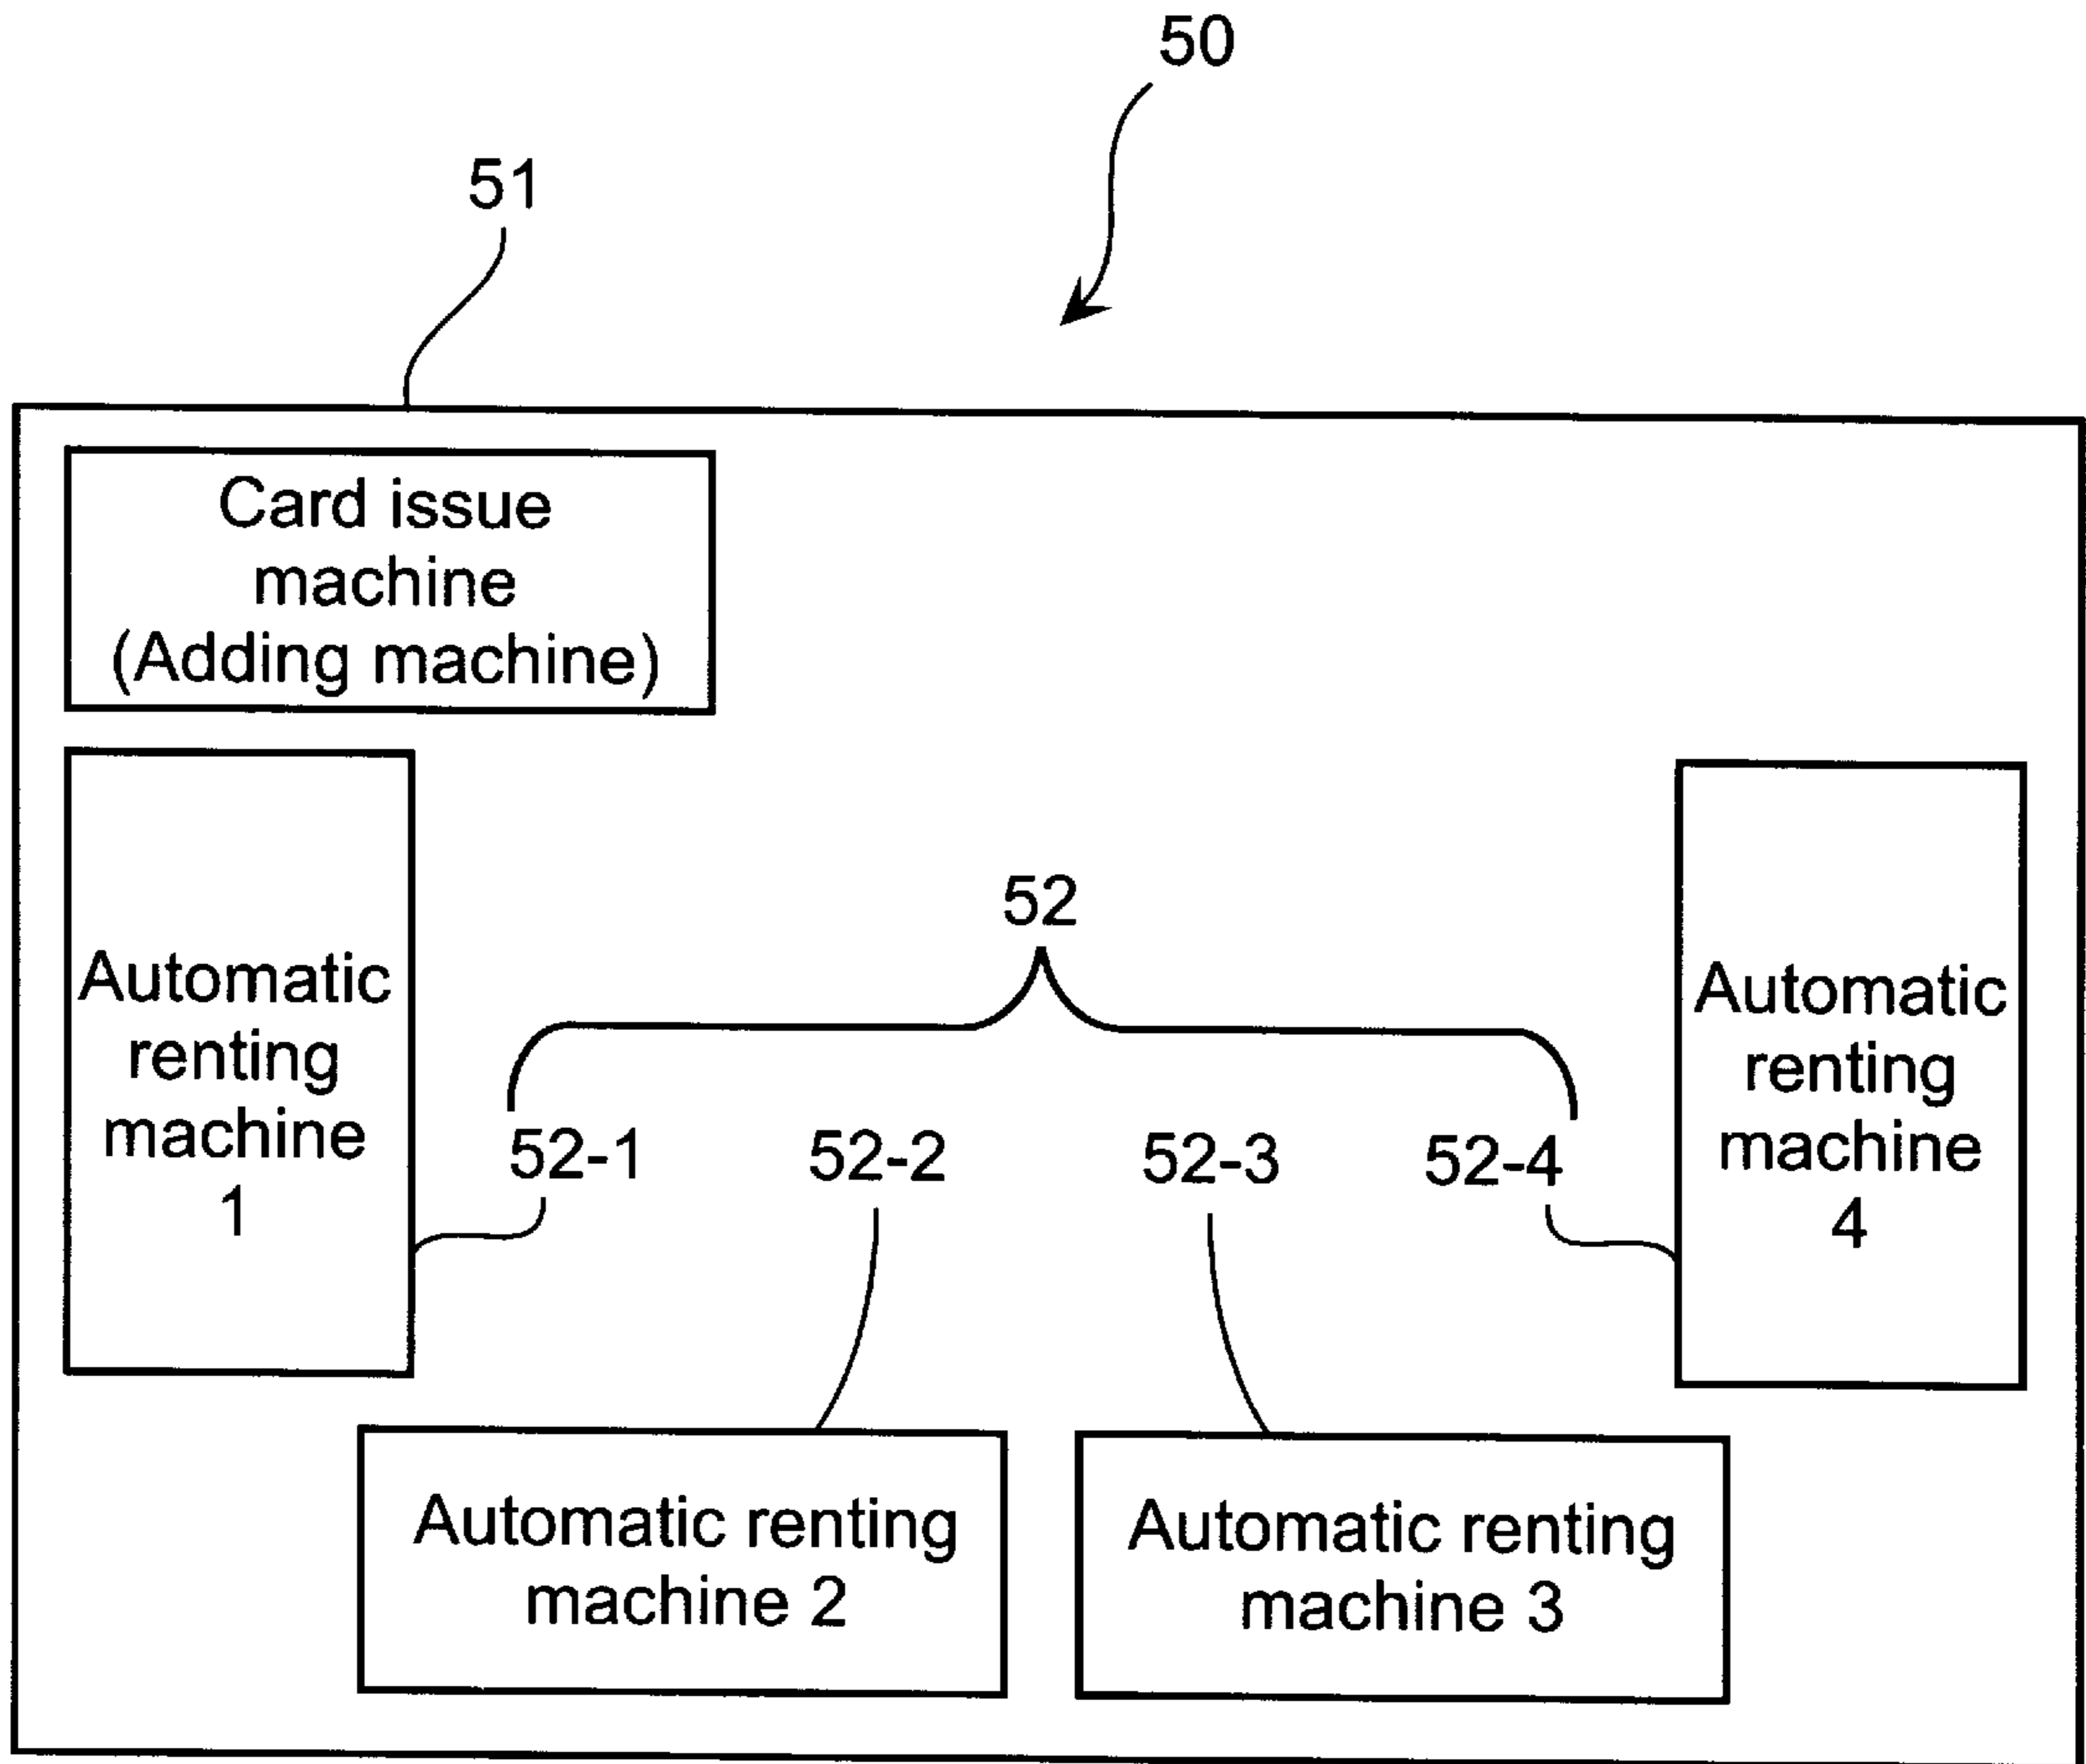 50
51
Card issue
machine
(Adding machine)
Automatic
renting
machine
1
52
52-1
52-2
52-3
52-4
Automatic
renting
machine
4
Automatic renting
machine 2
Automatic renting
machine 3